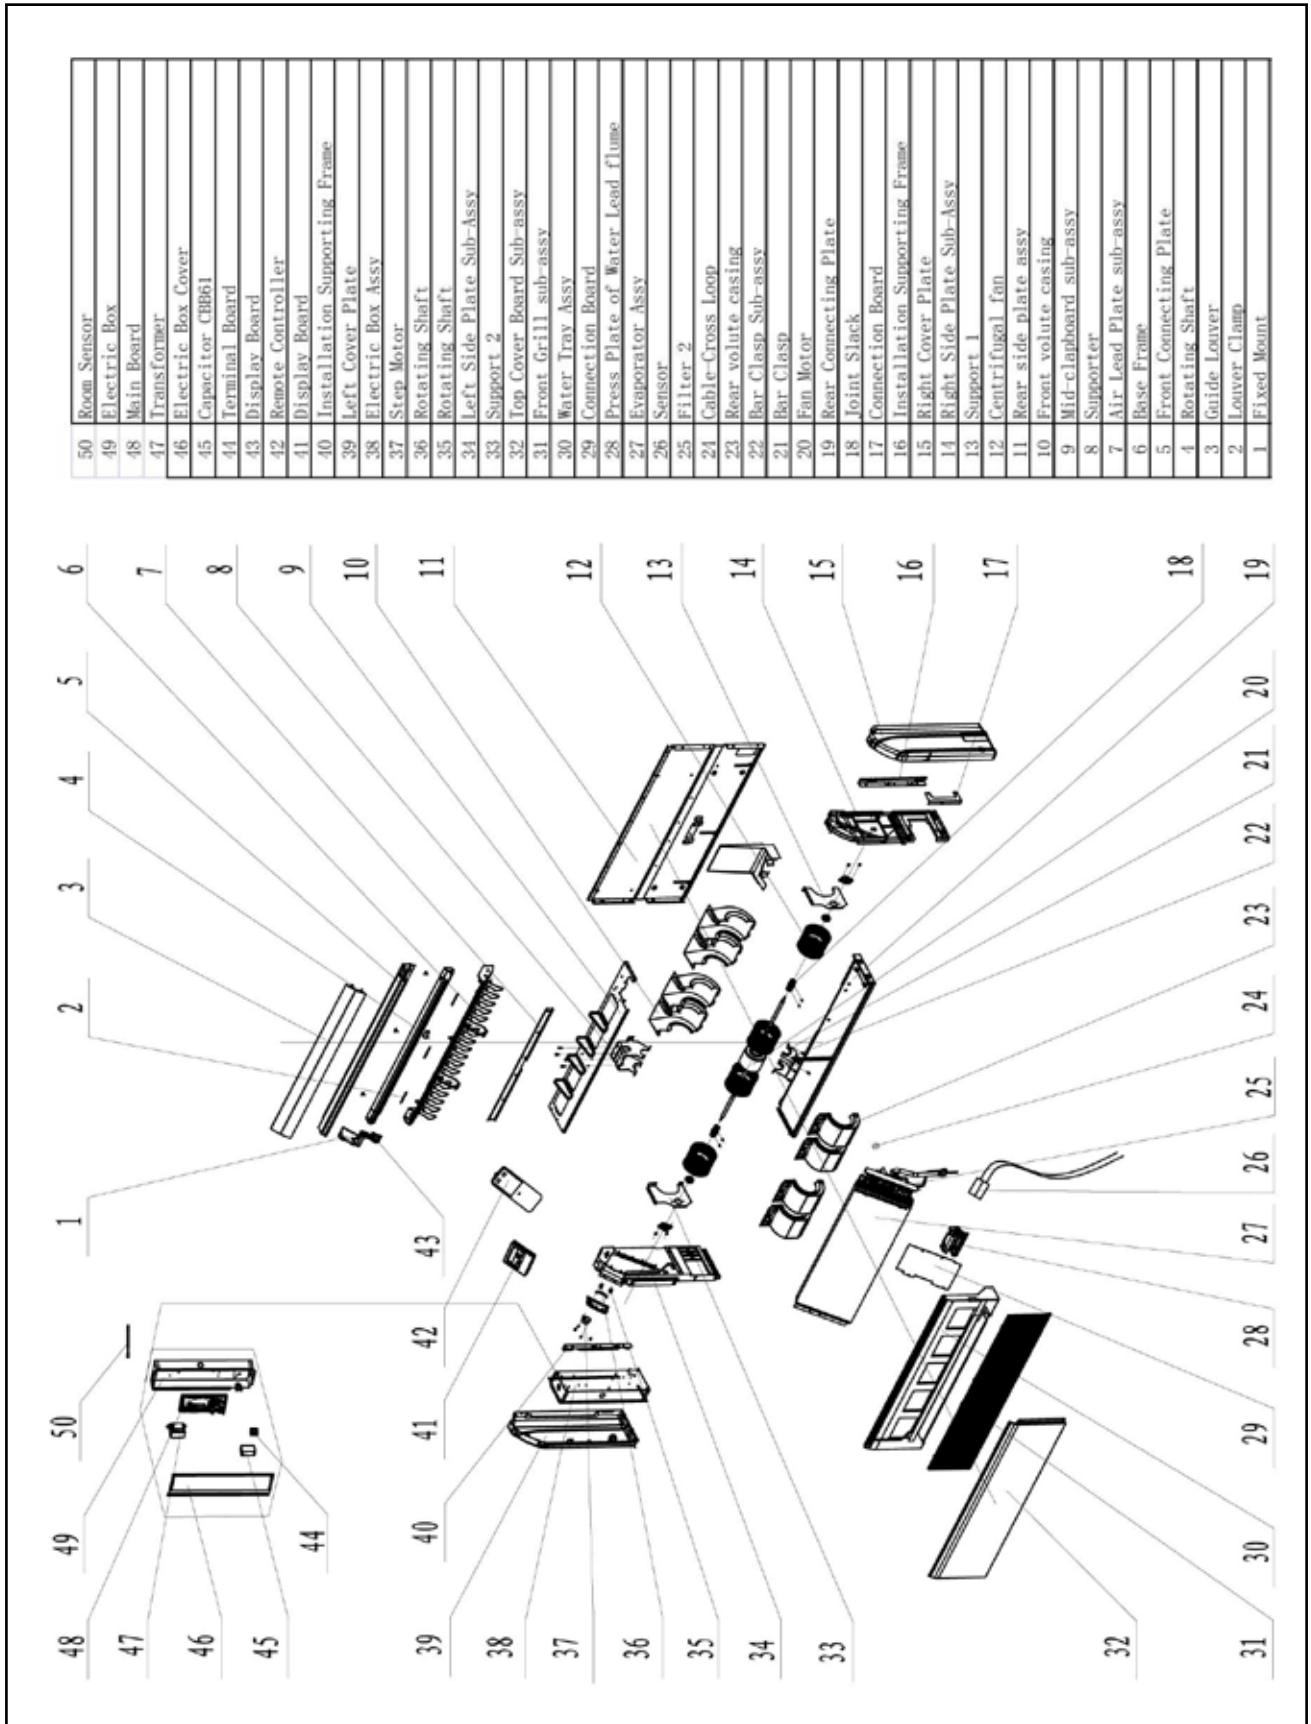 50 Room Sensor
49 Electric Box
48 Main Board
47 Transformer
46 Electric Box Cover
45 Capacitor CBB61
44 Terminal Board
43 Display Board
42 Remote Controller
41 Display Board
40 Installation Supporting Frame
39 Left Cover Plate
38 Electric Box Assy
37 Step Motor
36 Rotating Shaft
35 Rotating Shaft
34 Left Side Plate Sub-Assy
33 Support 2
32 Top Cover Board Sub-assy
31 Front Grill sub-assy
30 Water Tray Assy
29 Connection Board
28 Press Plate of Water Lead flume
27 Evaporator Assy
26 Sensor
25 Filter 2
24 Cable-Cross Loop
23 Rear volute casing
22 Bar Clasp Sub-assy
21 Bar Clasp
20 Fan Motor
19 Rear Connecting Plate
18 Joint Slack
17 Connection Board
16 Installation Supporting Frame
15 Right Cover Plate
14 Right Side Plate Sub-Assy
13 Support 1
12 Centrifugal fan
11 Rear side plate assy
10 Front volute casing
9 Mid-clapboard sub-assy
8 Supporter
7 Air Lead Plate sub-assy
6 Base Frame
5 Front Connecting Plate
4 Rotating Shaft
3 Guide Louver
2 Louver Clamp
1 Fixed Mount
6
7
8
9
10
11
12
13
14
15
16
17
18
19
5
4
3
2
1
20
21
22
23
24
25
26
27
28
29
30
31
32
33
34
35
36
37
38
39
40
41
42
43
44
45
46
47
48
49
50